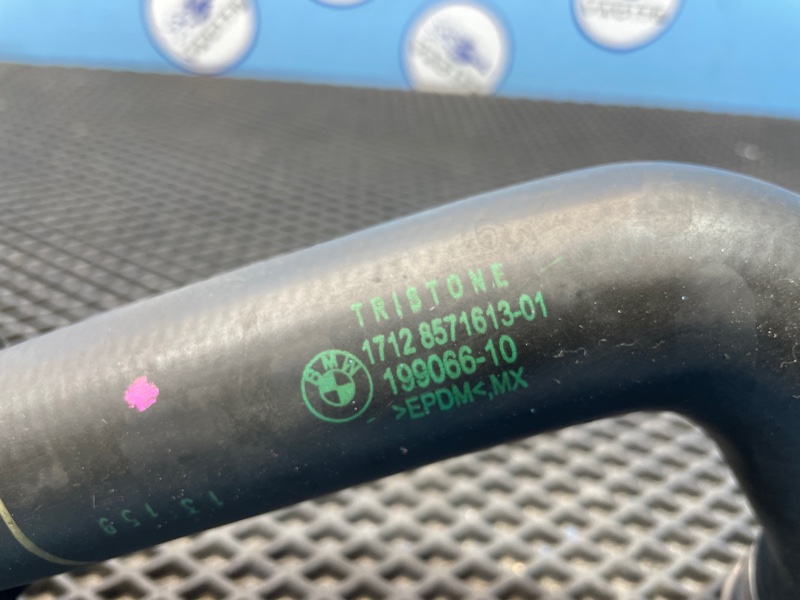 TRISTONE
1712 8571613-01
BMW
199066-10
>EPDM<,MX